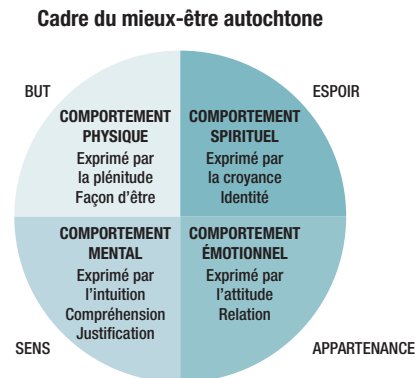 Cadre du mieux-être autochtone
BUT
ESPOIR
COMPORTEMENT
PHYSIQUE
Exprimé par
la plénitude
Façon d'être
COMPORTEMENT
SPIRITUEL
Exprimé par
la croyance
Identité
COMPORTEMENT
MENTAL
Exprimé par
l'intuition
Compréhension
Justification
COMPORTEMENT
ÉMOTIONNEL
Exprimé par
l'attitude
Relation
SENS
APPARTENANCE